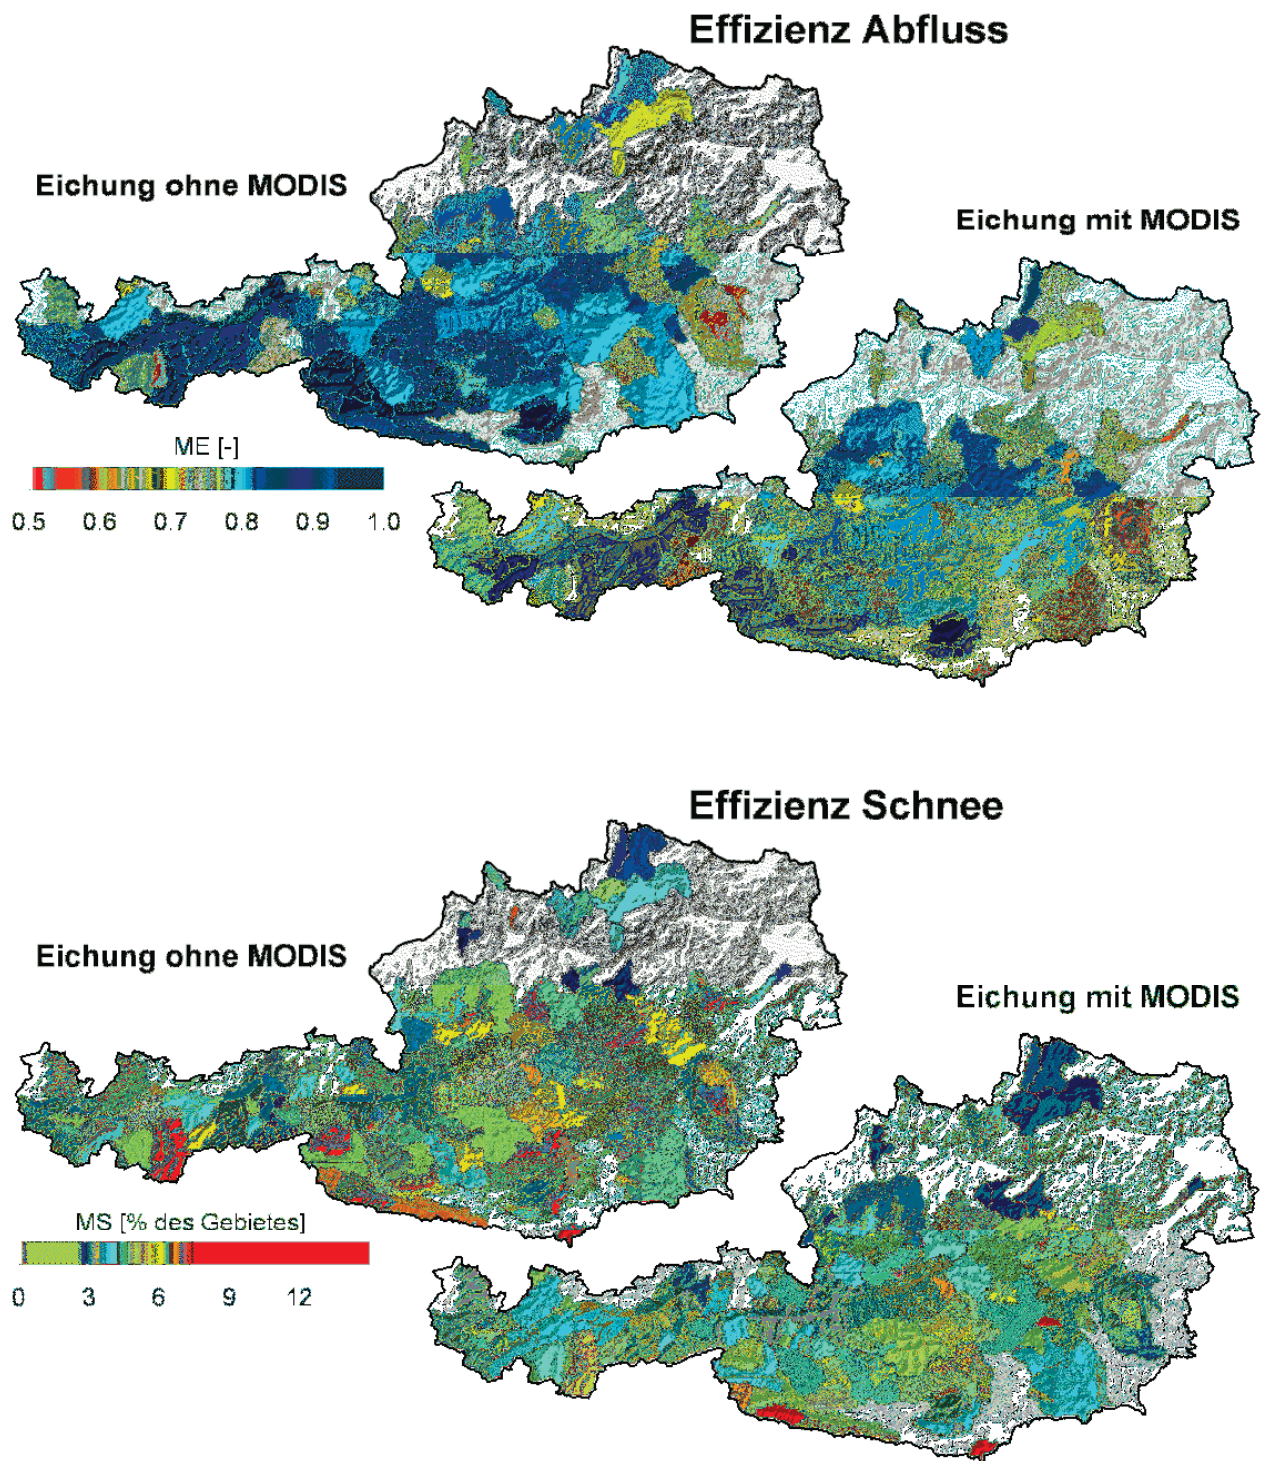 Effizienz Abfluss
Eichung ohne MODIS
Eichung mit MODIS
ME [-]
0.5 0.6 0.7 0.8 0.9 1.0
Effizienz Schnee
Eichung ohne MODIS
Eichung mit MODIS
MS [% des Gebietes]
0 3 6 9 12